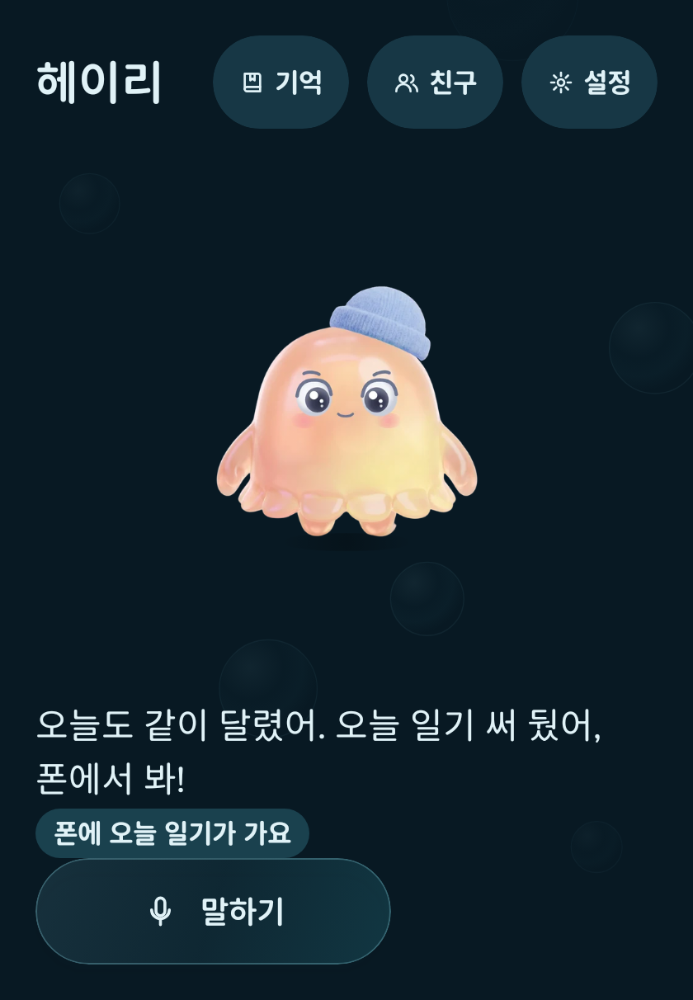 헤이리
기억
친구
설정
오늘도 같이 달렸어. 오늘 일기 써 뒀어,
폰에서 봐!
폰에 오늘 일기가 가요
말하기